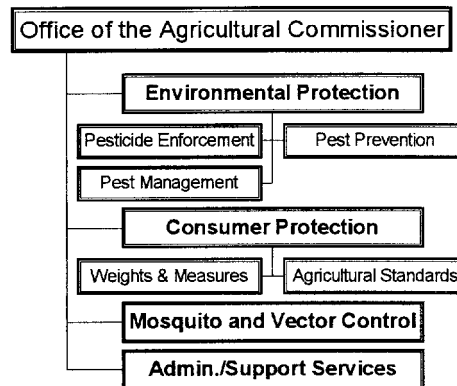 Office of the Agricultural Commissioner
Environmental Protection
Pesticide Enforcement
Pest Prevention
Pest Management
Consumer Protection
Weights & Measures
Agricultural Standards
Mosquito and Vector Control
Admin./Support Services